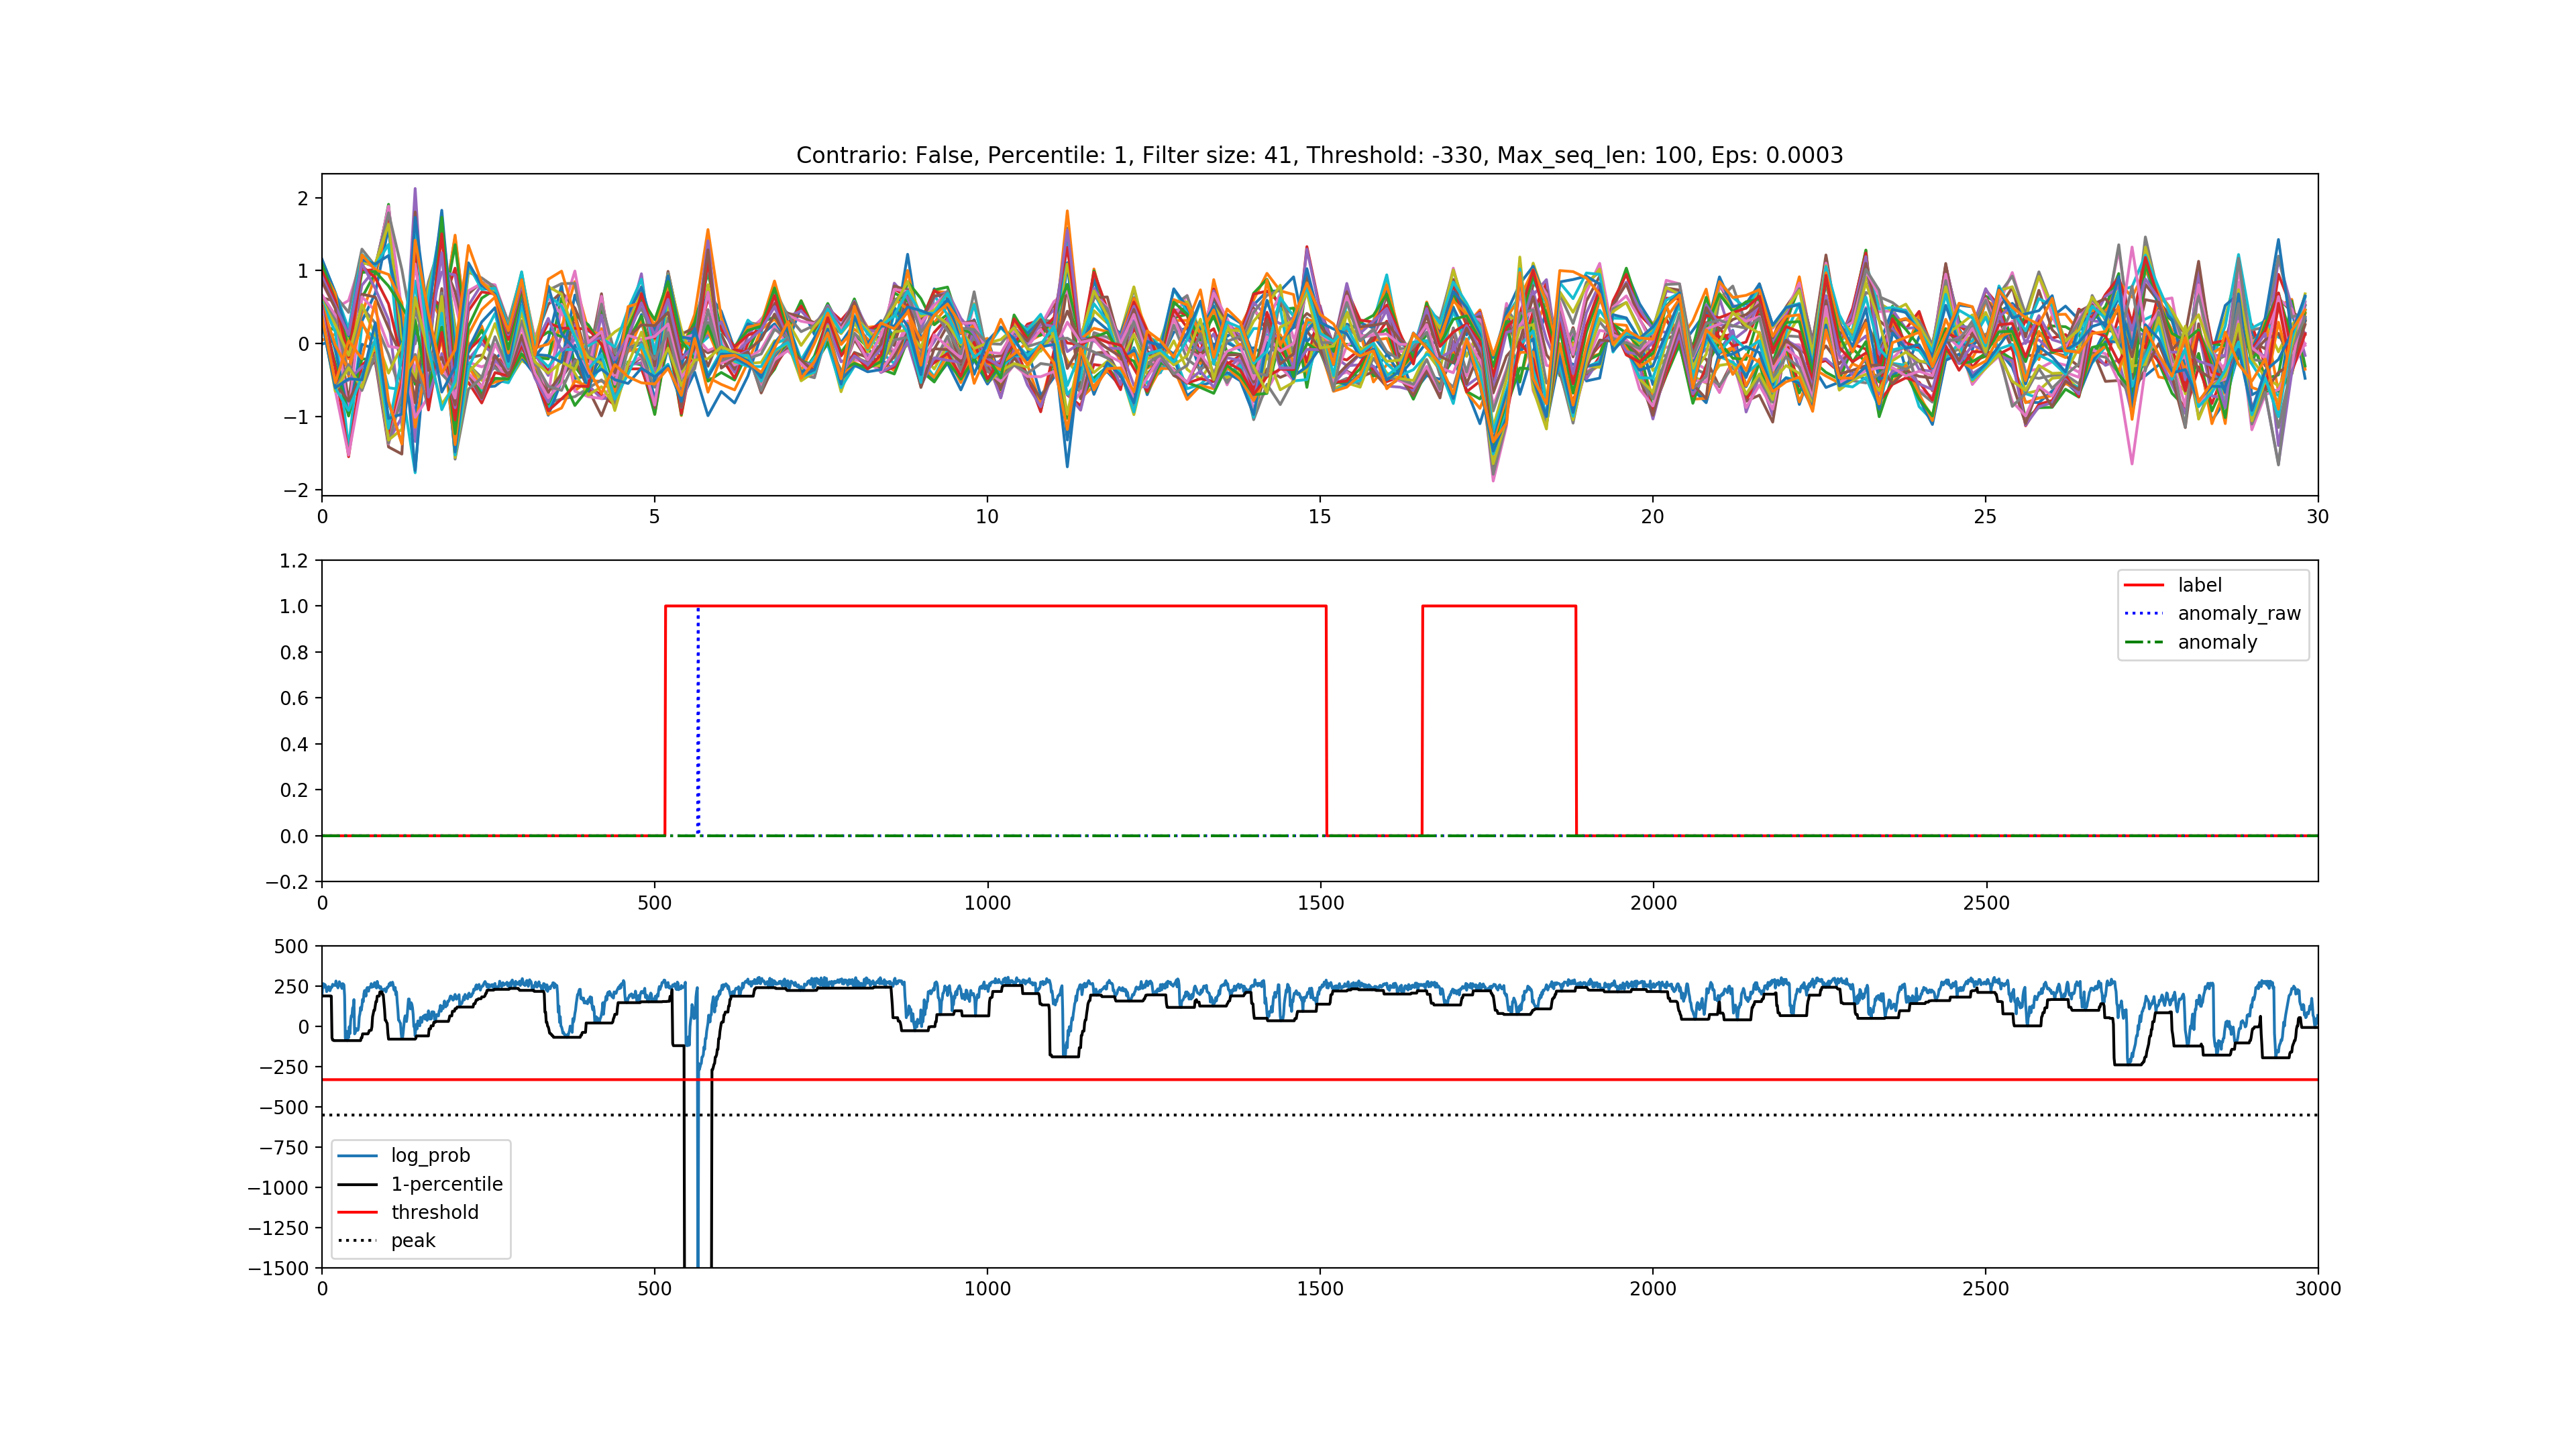 Contrario: False, Percentile: 1, Filter size: 41, Threshold: -330, Max_seq_len: 100, Eps: 0.0003
2
1
0
−1
−2
0 5 10 15 20 25 30
1.2
1.0
0.8
0.6
0.4
0.2
0.0
−0.2
label
anomaly_raw
anomaly
0 500 1000 1500 2000 2500
500
250
0
−250
−500
−750
−1000
−1250
−1500
log_prob
1-percentile
threshold
peak
0 500 1000 1500 2000 2500 3000